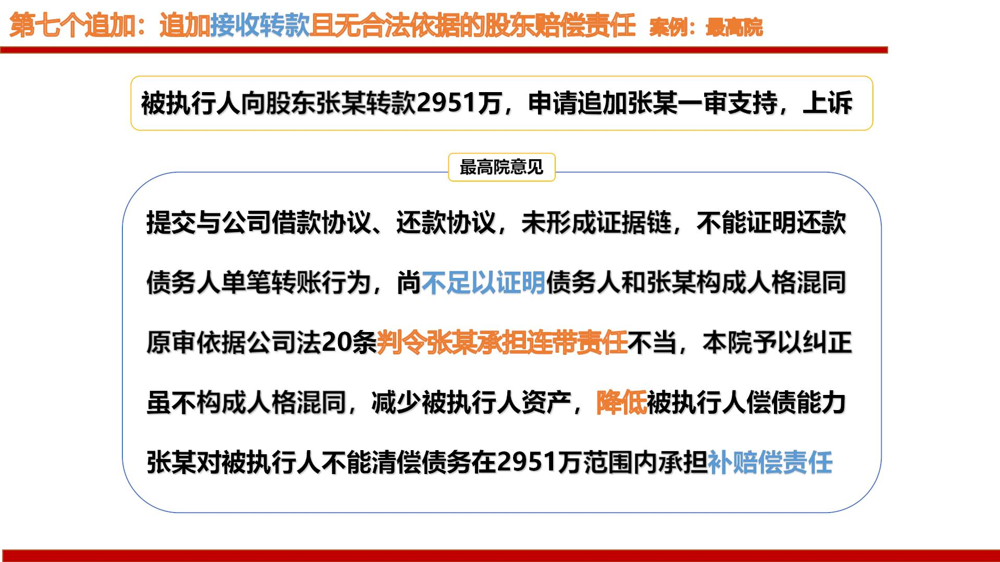 第七个追加：追加接收转款且无合法依据的股东赔偿责任 案例：最高院
被执行人向股东张某转款2951万，申请追加张某一审支持，上诉
最高院意见
提交与公司借款协议、还款协议，未形成证据链，不能证明还款
债务人单笔转账行为，尚不足以证明债务人和张某构成人格混同
原审依据公司法20条判令张某承担连带责任不当，本院予以纠正
虽不构成人格混同，减少被执行人资产，降低被执行人偿债能力
张某对被执行人不能清偿债务在2951万范围内承担补赔偿责任